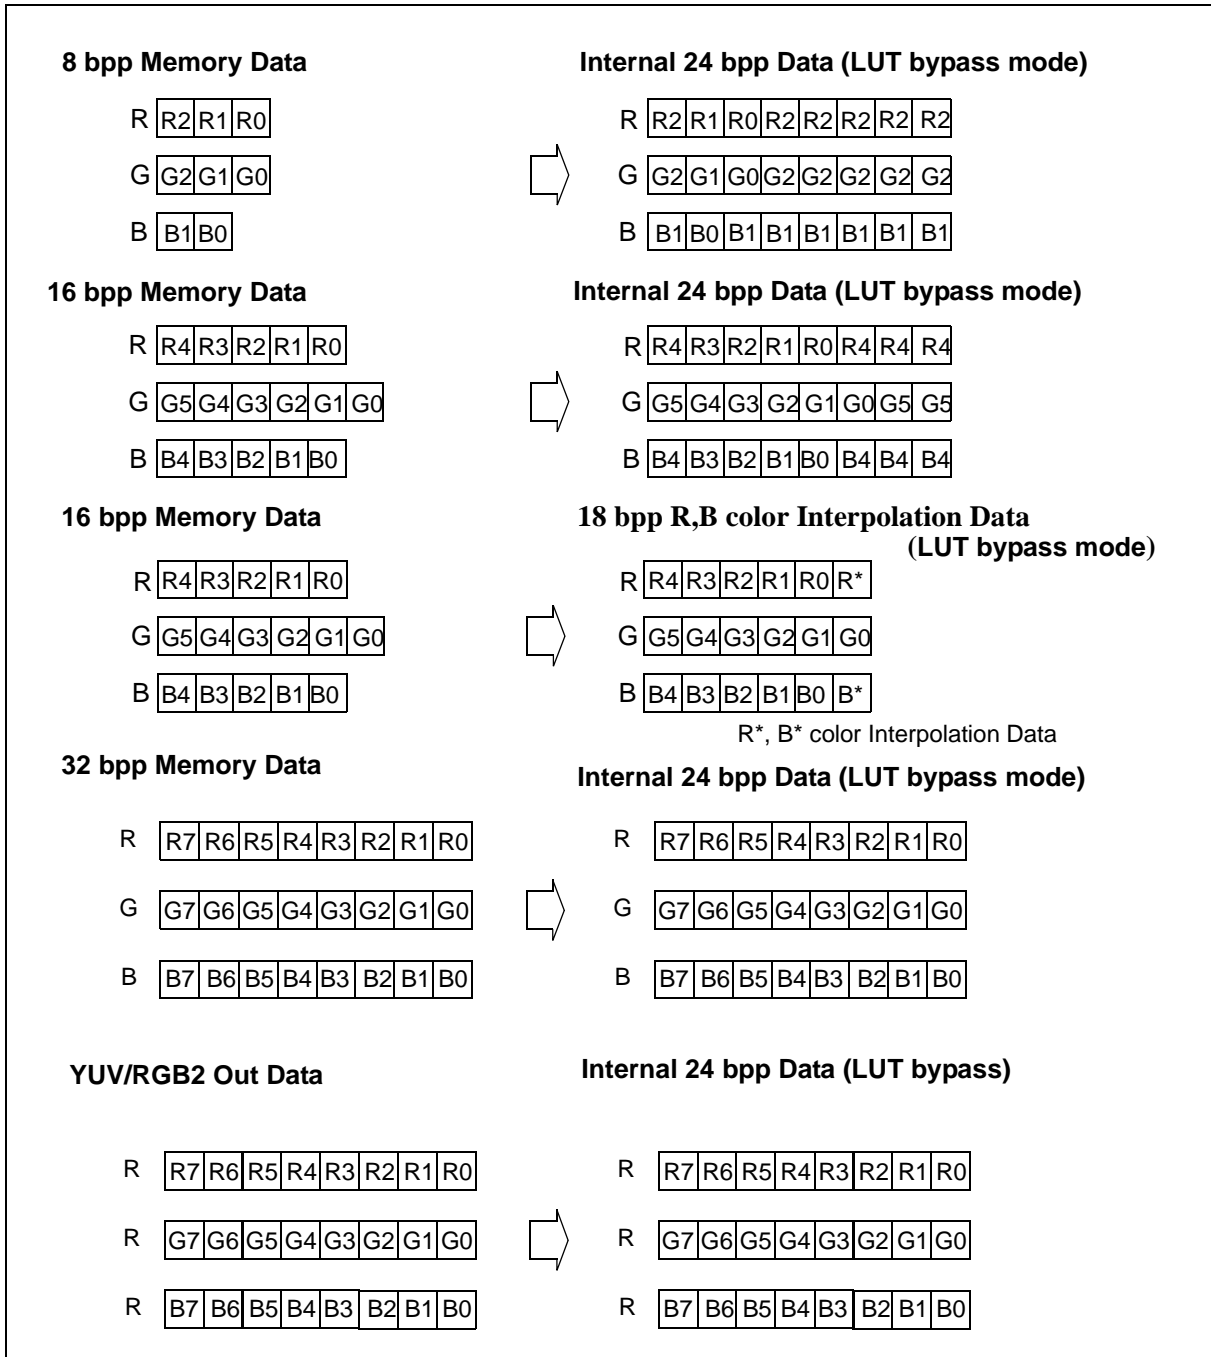 8 bpp Memory Data Internal 24 bpp Data (LUT bypass mode)
R R2 R1 R0 R R2 R1 R0 R2 R2 R2 R2 R2
G G2 G1 G0 G G2 G1 G0 G2 G2 G2 G2 G2
B B1 B0 B B1 B0 B1 B1 B1 B1 B1 B1
16 bpp Memory Data Internal 24 bpp Data (LUT bypass mode)
R R4 R3 R2 R1 R0 R R4 R3 R2 R1 R0 R4 R4 R4
G G5 G4 G3 G2 G1 G0 G G5 G4 G3 G2 G1 G0 G5 G5
B B4 B3 B2 B1 B0 B B4 B3 B2 B1 B0 B4 B4 B4
16 bpp Memory Data 18 bpp R,B color Interpolation Data
(LUT bypass mode)
R R4 R3 R2 R1 R0 R R4 R3 R2 R1 R0 R*
G G5 G4 G3 G2 G1 G0 G G5 G4 G3 G2 G1 G0
B B4 B3 B2 B1 B0 B B4 B3 B2 B1 B0 B*
R*, B* color Interpolation Data
32 bpp Memory Data Internal 24 bpp Data (LUT bypass mode)
R R7 R6 R5 R4 R3 R2 R1 R0 R R7 R6 R5 R4 R3 R2 R1 R0
G G7 G6 G5 G4 G3 G2 G1 G0 G G7 G6 G5 G4 G3 G2 G1 G0
B B7 B6 B5 B4 B3 B2 B1 B0 B B7 B6 B5 B4 B3 B2 B1 B0
YUV/RGB2 Out Data Internal 24 bpp Data (LUT bypass)
R R7 R6 R5 R4 R3 R2 R1 R0 R R7 R6 R5 R4 R3 R2 R1 R0
R G7 G6 G5 G4 G3 G2 G1 G0 R G7 G6 G5 G4 G3 G2 G1 G0
R B7 B6 B5 B4 B3 B2 B1 B0 R B7 B6 B5 B4 B3 B2 B1 B0